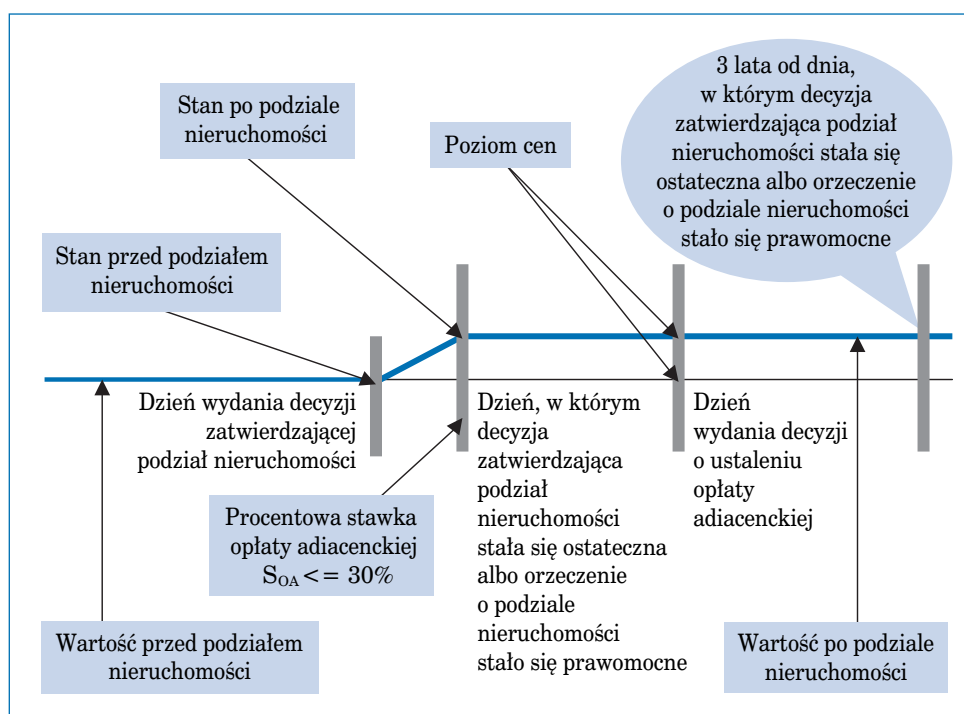 Stan po podziale
nieruchomości
Poziom cen
3 lata od dnia,
w którym decyzja
zatwierdzająca podział
nieruchomości stała się
ostateczna albo orzeczenie
o podziale nieruchomości
stało się prawomocne
Stan przed podziałem
nieruchomości
Dzień wydania decyzji
zatwierdzającej
podział nieruchomości
Dzień, w którym
decyzja
zatwierdzająca
podział
nieruchomości
stała się ostateczna
albo orzeczenie
o podziale
nieruchomości
stało się prawomocne
Dzień
wydania decyzji
o ustaleniu
opłaty
adiacenckiej
Procentowa stawka
opłaty adiacenckiej
SOA <= 30%
Wartość przed podziałem
nieruchomości
Wartość po podziale
nieruchomości